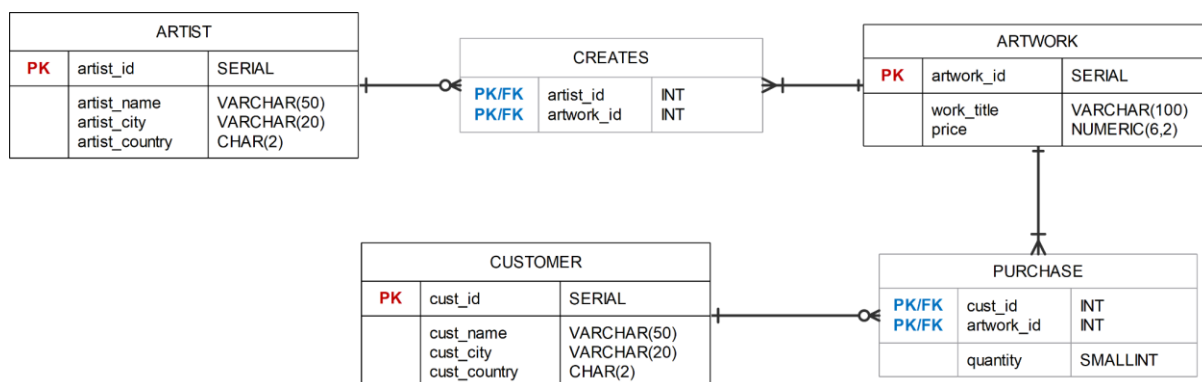 ARTIST
PK artist_id SERIAL
artist_name VARCHAR(50)
artist_city VARCHAR(20)
artist_country CHAR(2)
CREATES
PK/FK artist_id INT
PK/FK artwork_id INT
ARTWORK
PK artwork_id SERIAL
work_title VARCHAR(100)
price NUMERIC(6,2)
CUSTOMER
PK cust_id SERIAL
cust_name VARCHAR(50)
cust_city VARCHAR(20)
cust_country CHAR(2)
PURCHASE
PK/FK cust_id INT
PK/FK artwork_id INT
quantity SMALLINT